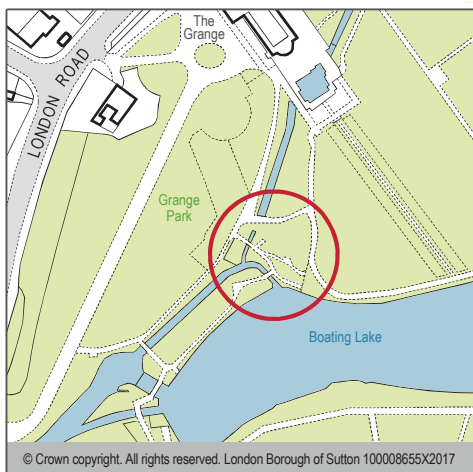 The
Grange
LONDON ROAD
Grange
Park
Boating Lake
© Crown copyright. All rights reserved. London Borough of Sutton 100008655X2017